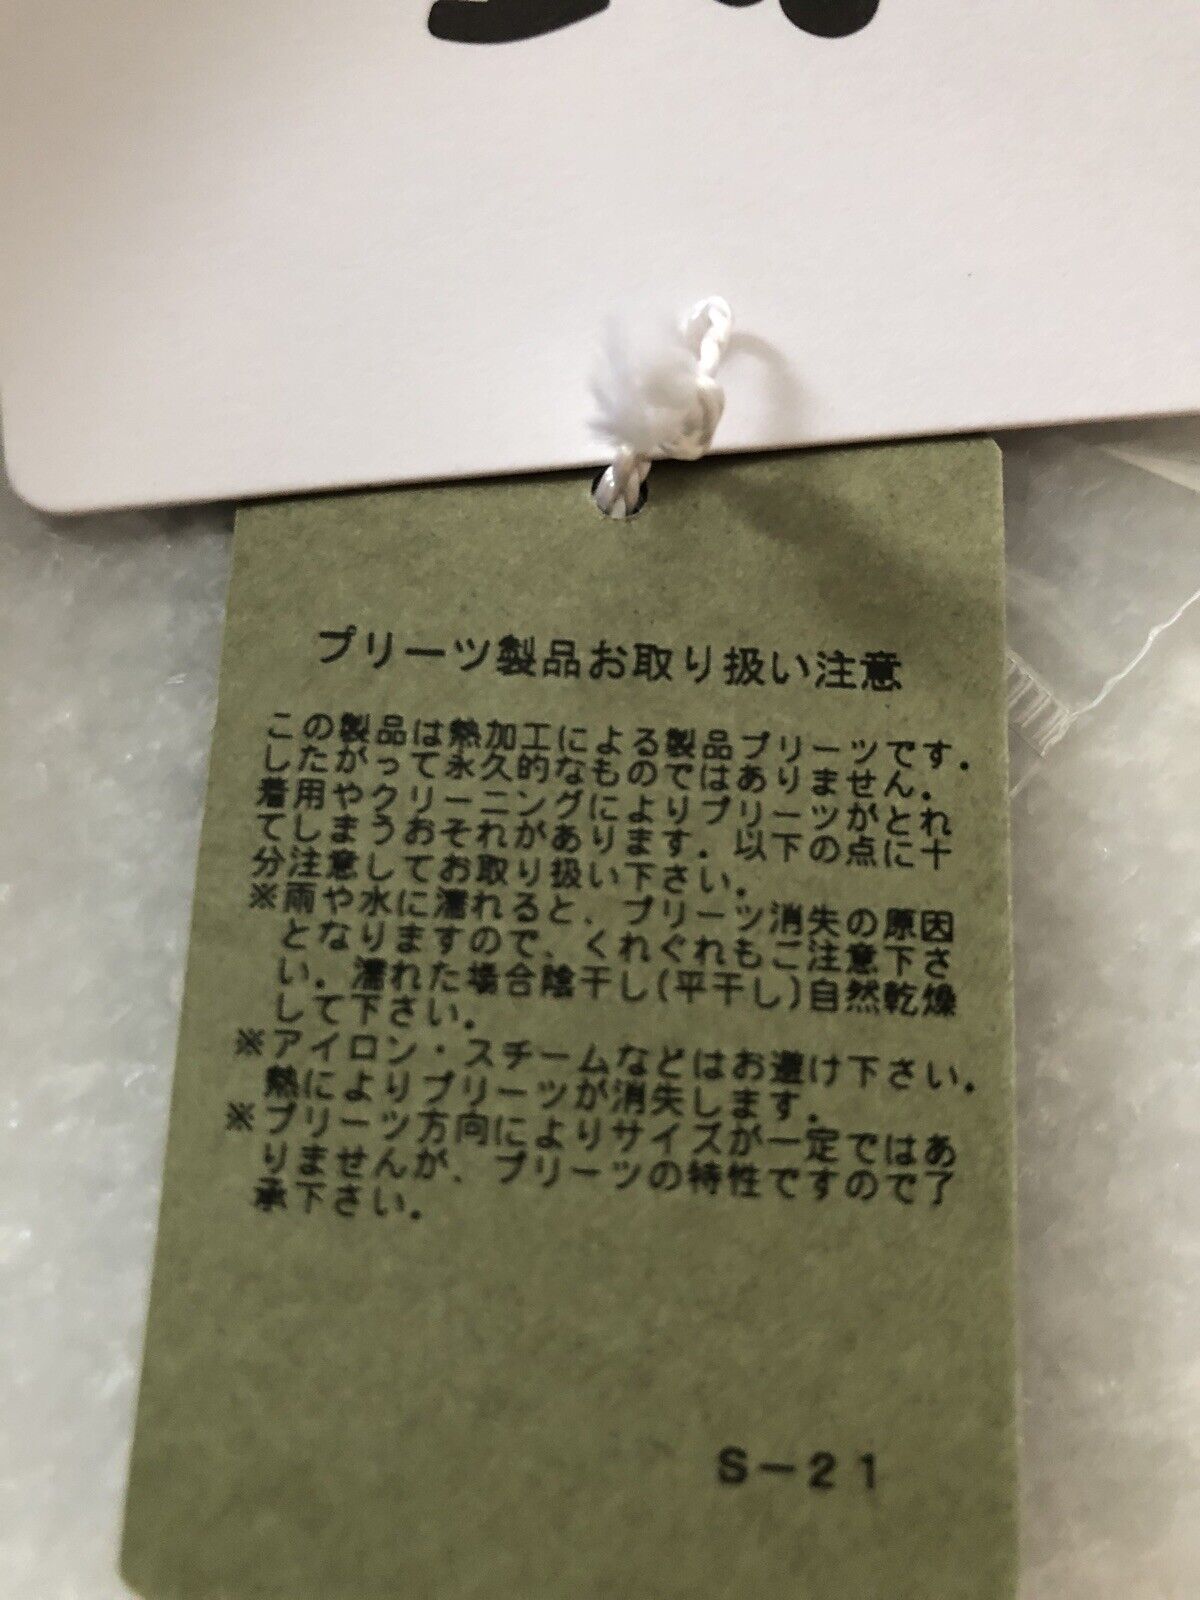 プリーツ製品お取り扱い注意
この製品は熱加工による製品プリーツです.
したがって永久的なものではありません.
着用やクリーニングによりプリーツがとれ
てしまうおそれがあります. 以下の点に十
分注意してお取り扱い下さい.
※雨や水に濡れると、プリーツ消失の原因
となりますので、くれぐれもご注意下さ
い. 濡れた場合陰干し(平干し)自然乾燥
して下さい.
※アイロン・スチームなどはお避け下さい.
熱によりプリーツが消失します.
※プリーツ方向によりサイズが一定ではあ
りませんが、プリーツの特性ですので了
承下さい.
S-21